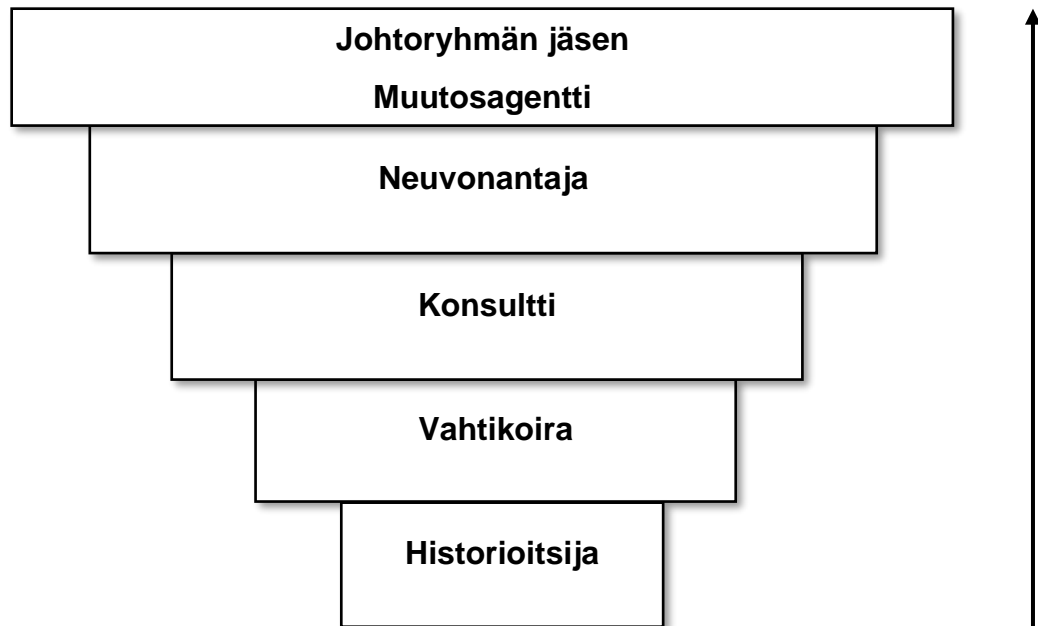 Johtoryhmän jäsen
Muutosagentti
Neuvonantaja
Konsultti
Vahtikoira
Historioitsija